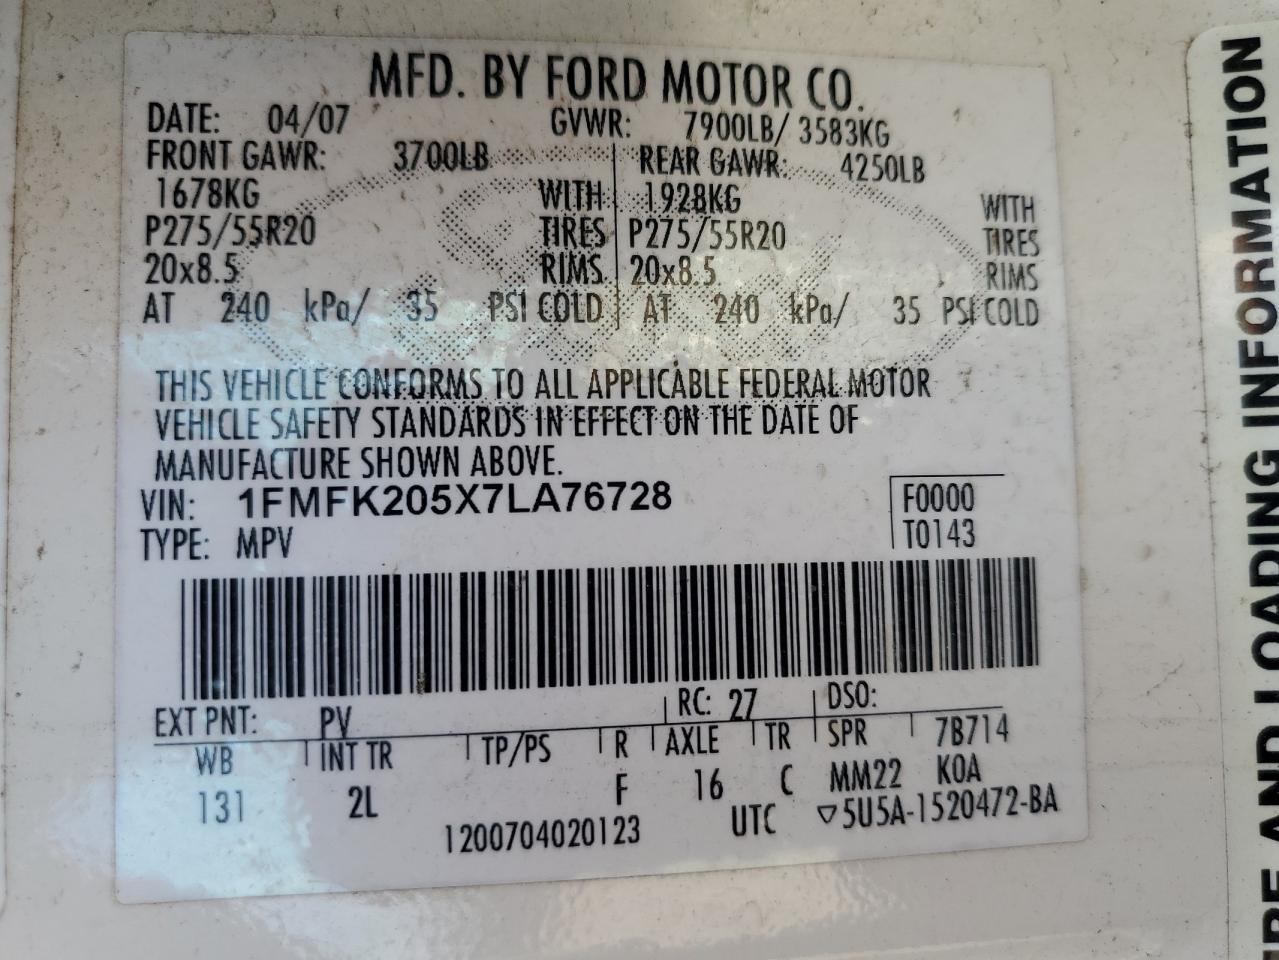 MFD. BY FORD MOTOR CO.
DATE: 04/07 GVWR: 7900LB/ 3583KG
FRONT GAWR: 3700LB REAR GAWR: 4250LB
1678KG WITH 1928KG WITH
P275/55R20 TIRES P275/55R20 TIRES
20x8.5 RIMS 20x8.5 RIMS
AT 240 kPa/ 35 PSI COLD AT 240 kPa/ 35 PSI COLD
THIS VEHICLE CONFORMS TO ALL APPLICABLE FEDERAL MOTOR
VEHICLE SAFETY STANDARDS IN EFFECT ON THE DATE OF
MANUFACTURE SHOWN ABOVE.
VIN: 1FMFK205X7LA76728 F0000
TYPE: MPV T0143
EXT PNT: PV RC: 27 DSO:
WB INT TR TP/PS R AXLE TR SPR 7B714
131 2L F 16 C MM22 K0A
1200704020123 UTC ▽5U5A-1520472-BA
AND LOADING INFORMATION